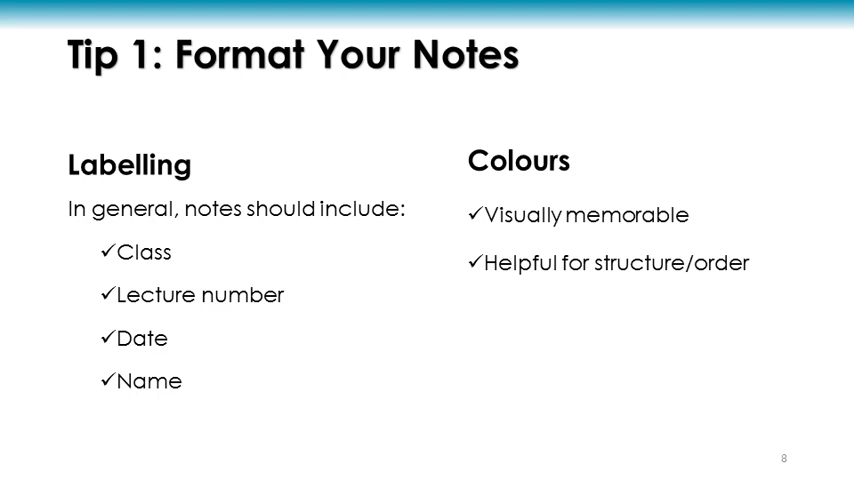 Tip 1: Format Your Notes
Labelling
In general, notes should include:
✓Class
✓Lecture number
✓Date
✓Name
Colours
✓Visually memorable
✓Helpful for structure/order
8